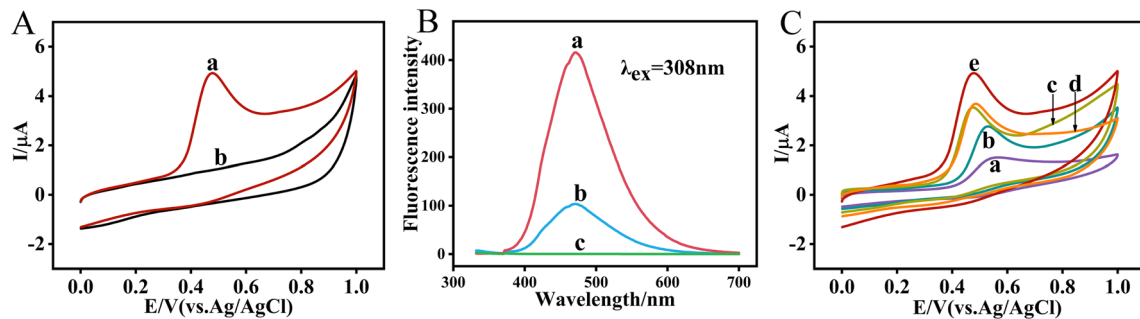 A
I/μA
6
4
2
0
-2
a
b
0.0 0.2 0.4 0.6 0.8 1.0
E/V(vs.Ag/AgCl)
B
Fluorescence intensity
400
300
200
100
0
a
λex=308nm
b
c
300 400 500 600 700
Wavelength/nm
C
I/μA
6
4
2
0
-2
e
c d
b
a
0.0 0.2 0.4 0.6 0.8 1.0
E/V(vs.Ag/AgCl)